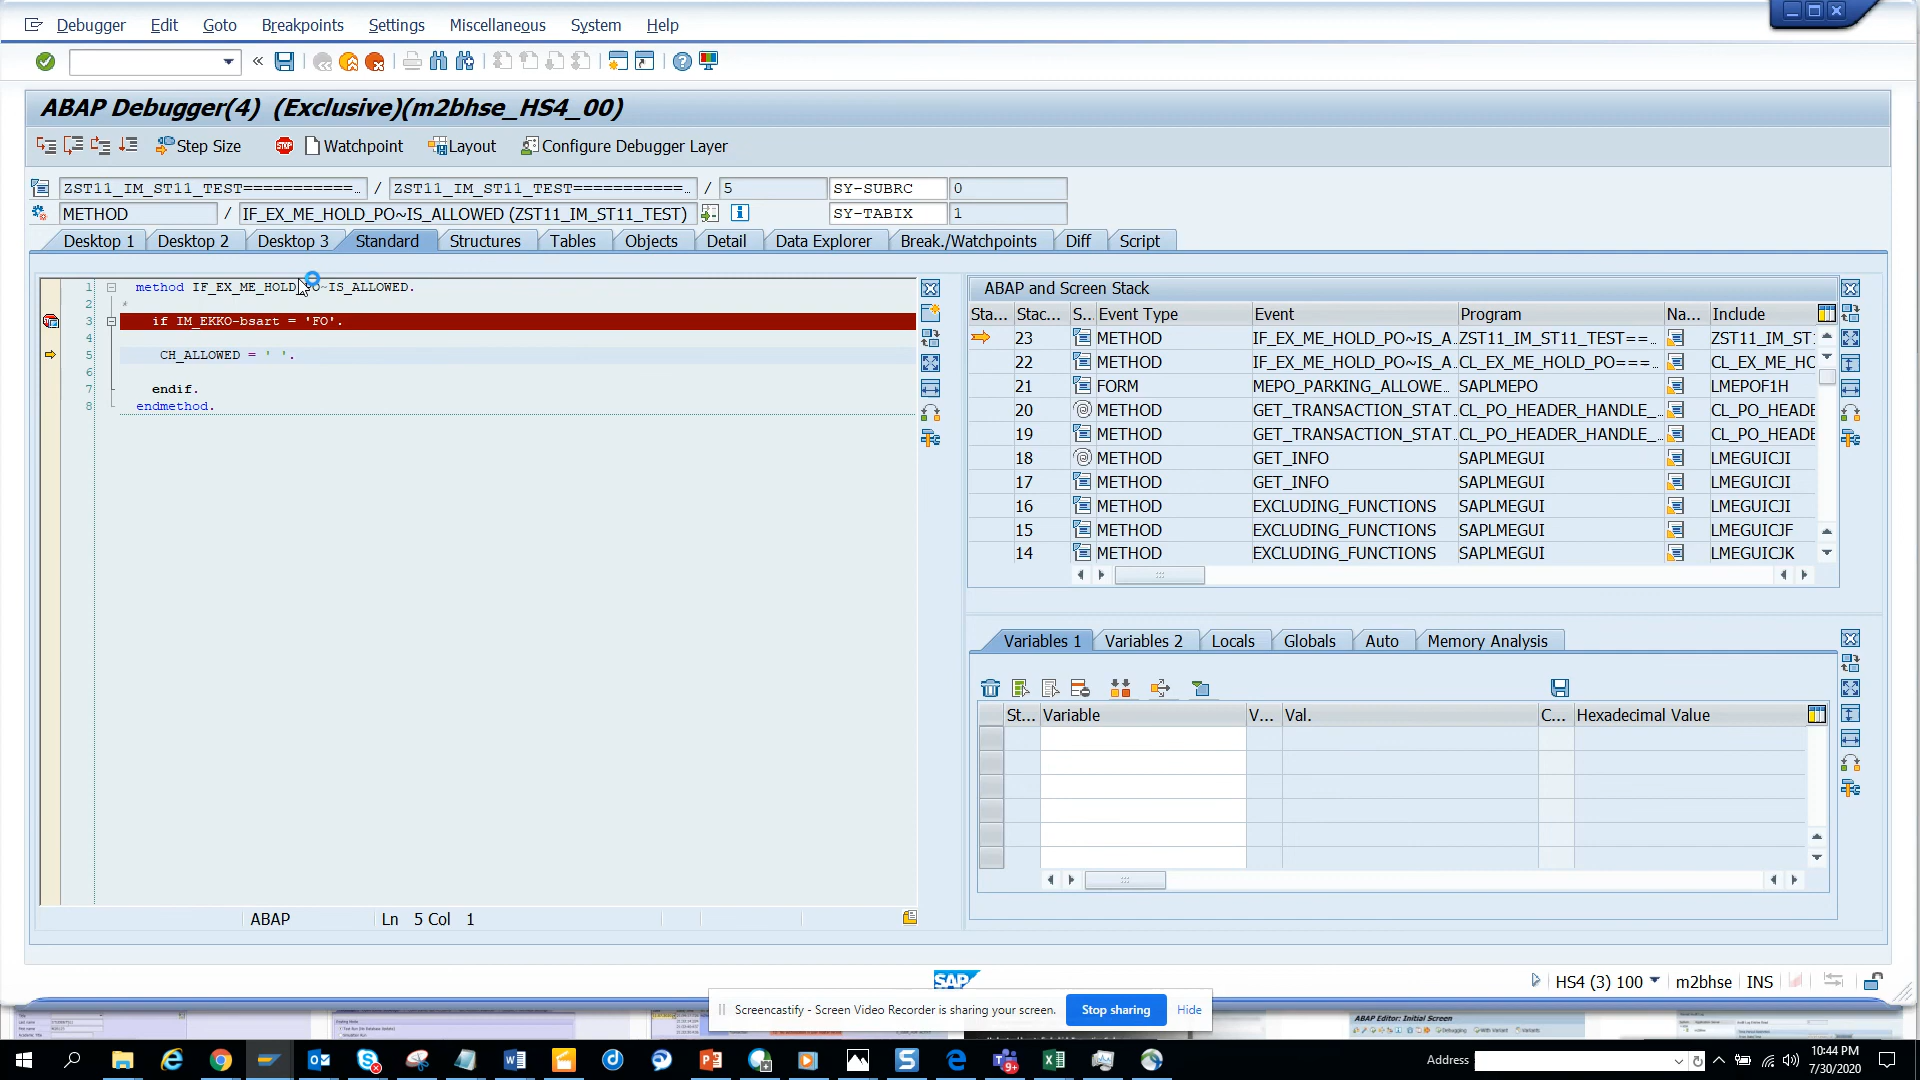 Debugger Edit Goto Breakpoints Settings Miscellaneous System Help
ABAP Debugger(4) (Exclusive)(m2bhse_HS4_00)
Step Size STOP Watchpoint Layout Configure Debugger Layer
ZST11_IM_ST11_TEST============… / ZST11_IM_ST11_TEST============… / 5 SY-SUBRC 0
METHOD / IF_EX_ME_HOLD_PO~IS_ALLOWED (ZST11_IM_ST11_TEST) SY-TABIX 1
Desktop 1 Desktop 2 Desktop 3 Standard Structures Tables Objects Detail Data Explorer Break./Watchpoints Diff Script
1 method IF_EX_ME_HOLD_PO~IS_ALLOWED.
2 *
3 if IM_EKKO-bsart = 'FO'.
4
5 CH_ALLOWED = ' '.
6
7 endif.
8 endmethod.
ABAP Ln 5 Col 1
ABAP and Screen Stack
Sta… Stac… S.. Event Type Event Program Na… Include
23 METHOD IF_EX_ME_HOLD_PO~IS_A… ZST11_IM_ST11_TEST==… ZST11_IM_ST:
22 METHOD IF_EX_ME_HOLD_PO~IS_A… CL_EX_ME_HOLD_PO===… CL_EX_ME_HO
21 FORM MEPO_PARKING_ALLOWE… SAPLMEPO LMEPOF1H
20 METHOD GET_TRANSACTION_STAT… CL_PO_HEADER_HANDLE_… CL_PO_HEADE
19 METHOD GET_TRANSACTION_STAT… CL_PO_HEADER_HANDLE_… CL_PO_HEADE
18 METHOD GET_INFO SAPLMEGUI LMEGUICJI
17 METHOD GET_INFO SAPLMEGUI LMEGUICJI
16 METHOD EXCLUDING_FUNCTIONS SAPLMEGUI LMEGUICJI
15 METHOD EXCLUDING_FUNCTIONS SAPLMEGUI LMEGUICJF
14 METHOD EXCLUDING_FUNCTIONS SAPLMEGUI LMEGUICJK
Variables 1 Variables 2 Locals Globals Auto Memory Analysis
St… Variable V… Val. C… Hexadecimal Value
SAP HS4 (3) 100 m2bhse INS
Screencastify - Screen Video Recorder is sharing your screen. Stop sharing Hide
ABAP Editor: Initial Screen
Address 10:44 PM
7/30/2020